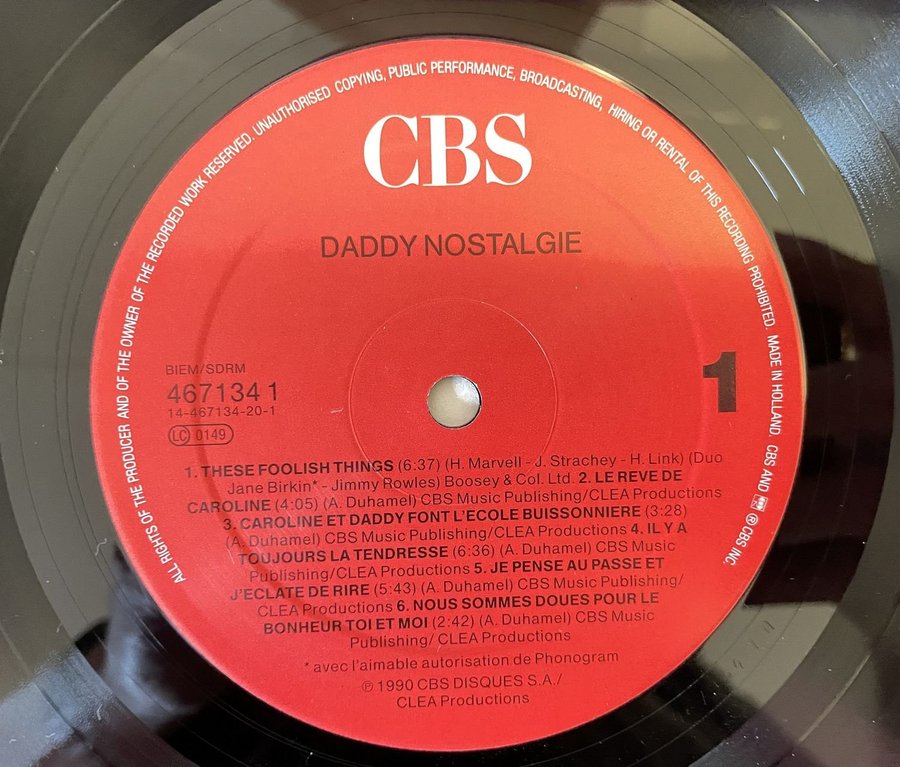 ALL RIGHTS OF THE PRODUCER AND OF THE OWNER OF THE RECORDED WORK RESERVED. UNAUTHORISED COPYING, PUBLIC PERFORMANCE, BROADCASTING, HIRING OR RENTAL OF THIS RECORDING PROHIBITED. MADE IN HOLLAND. CBS AND ℗ CBS INC.
CBS
DADDY NOSTALGIE
BIEM/SDRM
467134 1
14-467134-20-1
LC 0149
1
1. THESE FOOLISH THINGS (6:37) (H. Marvell - J. Strachey - H. Link) (Duo
Jane Birkin* - Jimmy Rowles) Boosey & Col. Ltd. 2. LE REVE DE
CAROLINE (4:05) (A. Duhamel) CBS Music Publishing/CLEA Productions
3. CAROLINE ET DADDY FONT L'ECOLE BUISSONNIERE (3:28)
(A. Duhamel) CBS Music Publishing/CLEA Productions 4. IL Y A
TOUJOURS LA TENDRESSE (6:36) (A. Duhamel) CBS Music
Publishing/CLEA Productions 5. JE PENSE AU PASSE ET
J'ECLATE DE RIRE (5:43) (A. Duhamel) CBS Music Publishing/
CLEA Productions 6. NOUS SOMMES DOUES POUR LE
BONHEUR TOI ET MOI (2:42) (A. Duhamel) CBS Music
Publishing/ CLEA Productions
* avec l'aimable autorisation de Phonogram
℗ 1990 CBS DISQUES S.A./
CLEA Productions